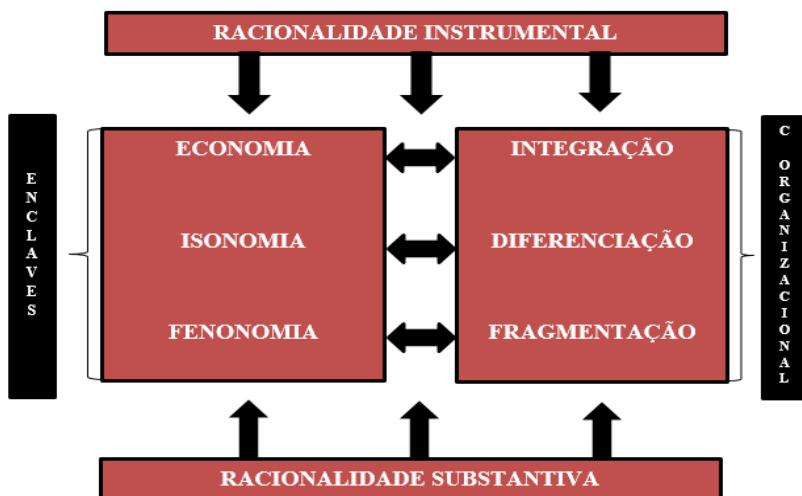 RACIONALIDADE INSTRUMENTAL
ENCLAVES
ECONOMIA
INTEGRAÇÃO
ISONOMIA
DIFERENCIAÇÃO
FENONOMIA
FRAGMENTAÇÃO
C ORGANIZACIONAL
RACIONALIDADE SUBSTANTIVA